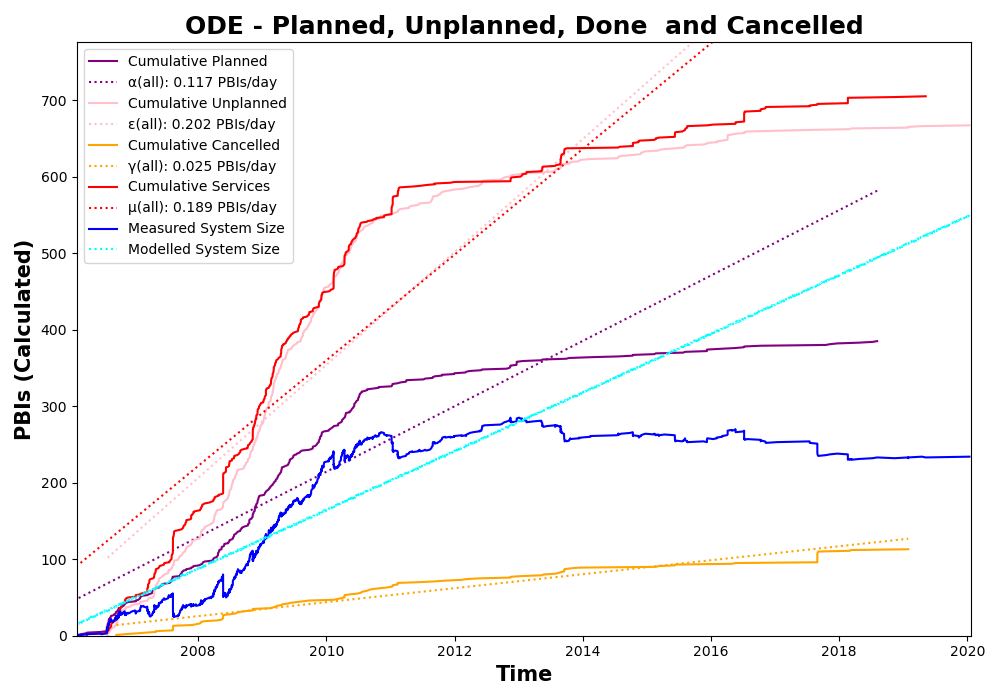 ODE - Planned, Unplanned, Done  and Cancelled
Cumulative Planned
α(all): 0.117 PBIs/day
Cumulative Unplanned
ε(all): 0.202 PBIs/day
Cumulative Cancelled
γ(all): 0.025 PBIs/day
Cumulative Services
μ(all): 0.189 PBIs/day
Measured System Size
Modelled System Size
PBIs (Calculated)
700
600
500
400
300
200
100
0
2008
2010
2012
2014
2016
2018
2020
Time